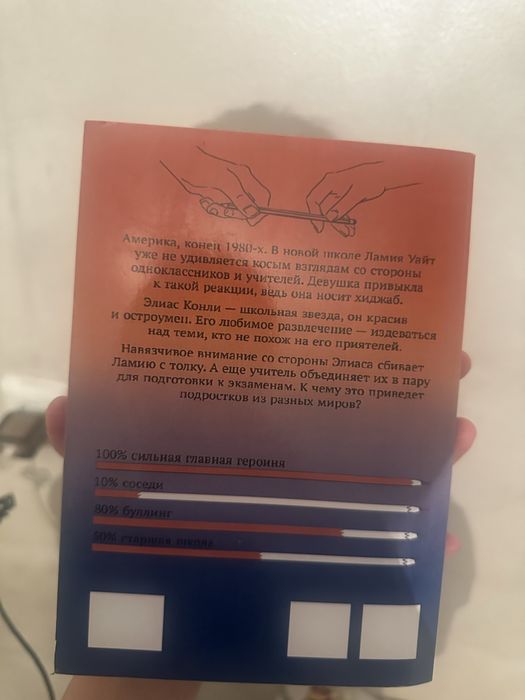 Америка, конец 1980-х. В новой школе Ламия Уайт
уже не удивляется косым взглядам со стороны
одноклассников и учителей. Девушка привыкла
к такой реакции, ведь она носит хиджаб.
Элиас Конли — школьная звезда, он красив
и остроумен. Его любимое развлечение — издеваться
над теми, кто не похож на его приятелей.
Навязчивое внимание со стороны Элиаса сбивает
Ламию с толку. А еще учитель объединяет их в пару
для подготовки к экзаменам. К чему это приведет
подростков из разных миров?
100% сильная главная героиня
10% соседи
80% буллинг
50% старшая школа